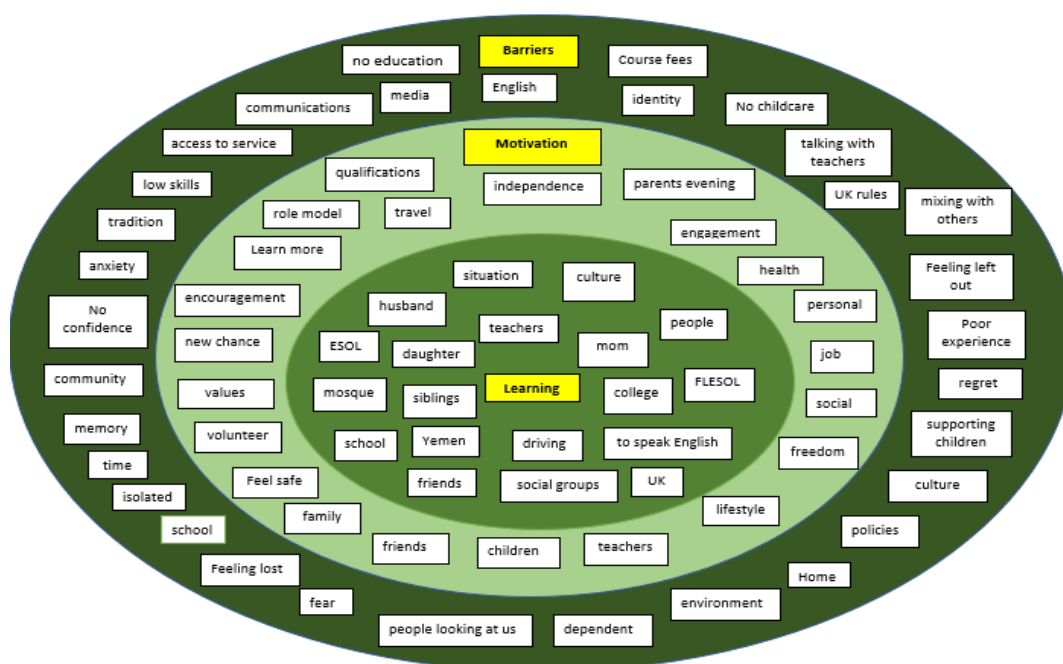 Barriers
no education
Course fees
English
media
identity
communications
No childcare
access to service
talking with
teachers
low skills
UK rules
mixing with
others
tradition
anxiety
Feeling left
out
No
confidence
Poor
experience
community
regret
memory
supporting
children
time
isolated
culture
school
policies
Feeling lost
Home
fear
environment
people looking at us
dependent
Motivation
qualifications
independence
parents evening
role model
travel
engagement
Learn more
health
encouragement
personal
new chance
job
values
social
volunteer
freedom
Feel safe
lifestyle
family
friends
children
teachers
situation
culture
husband
teachers
people
ESOL
daughter
mom
mosque
siblings
Learning
college
FLESOL
school
Yemen
driving
to speak English
friends
social groups
UK